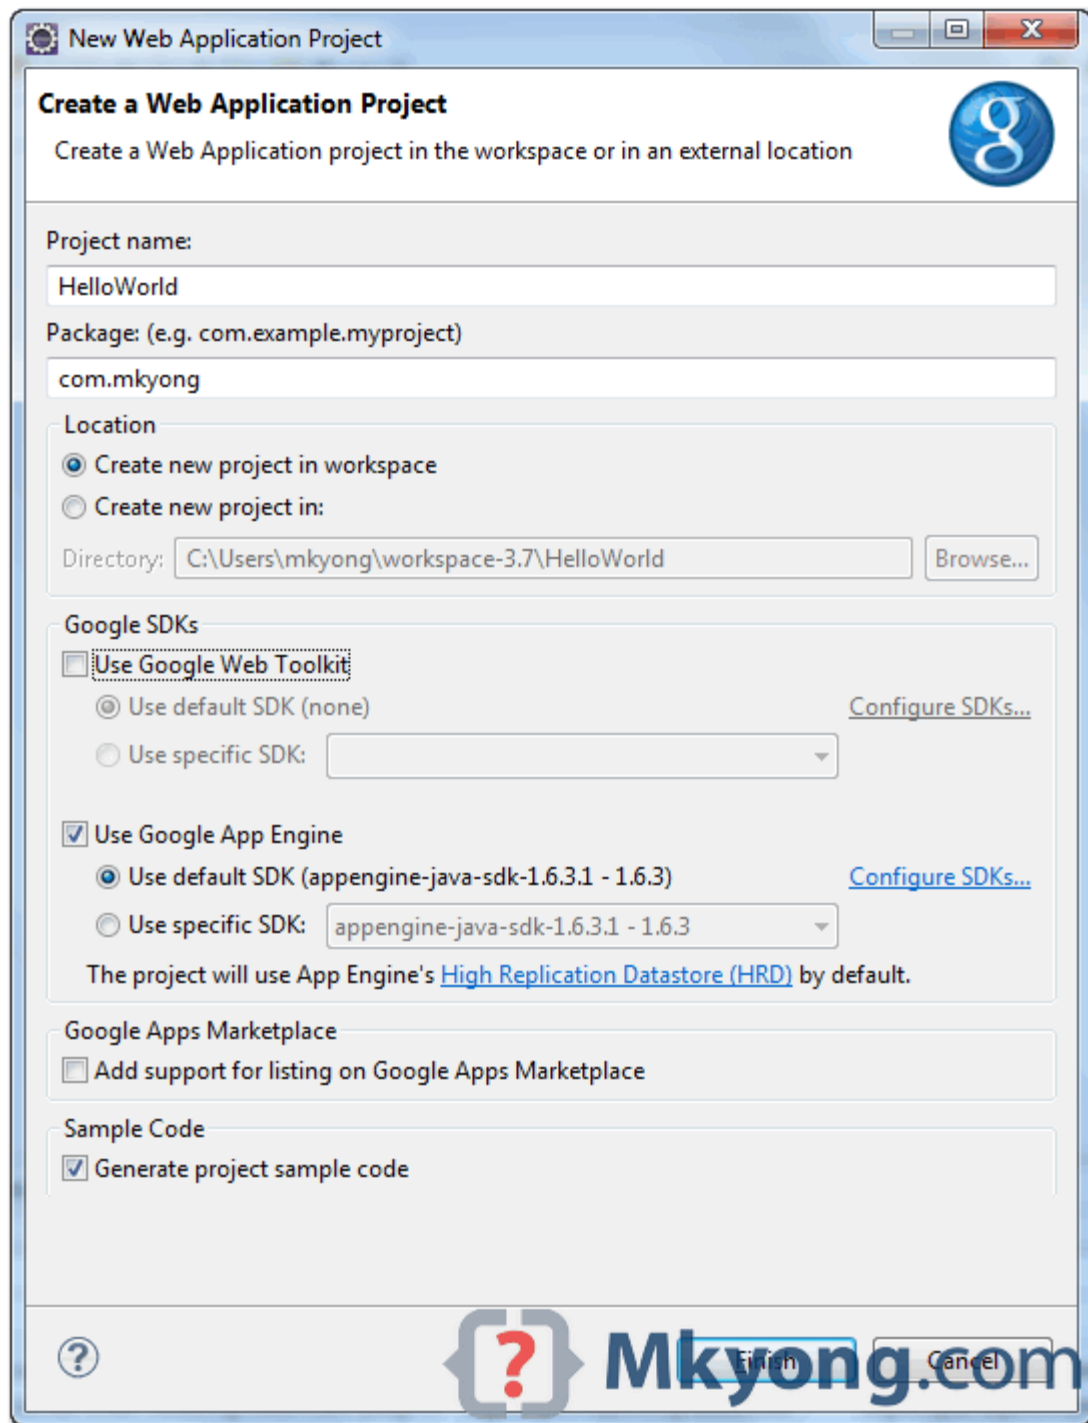 New Web Application Project
Create a Web Application Project
Create a Web Application project in the workspace or in an external location
g
Project name:
HelloWorld
Package: (e.g. com.example.myproject)
com.mkyong
Location
Create new project in workspace
Create new project in:
Directory: C:\Users\mkyong\workspace-3.7\HelloWorld Browse...
Google SDKs
Use Google Web Toolkit
Use default SDK (none) Configure SDKs...
Use specific SDK:
Use Google App Engine
Use default SDK (appengine-java-sdk-1.6.3.1 - 1.6.3) Configure SDKs...
Use specific SDK: appengine-java-sdk-1.6.3.1 - 1.6.3
The project will use App Engine's High Replication Datastore (HRD) by default.
Google Apps Marketplace
Add support for listing on Google Apps Marketplace
Sample Code
Generate project sample code
? Finish Cancel
{?} Mkyong.com